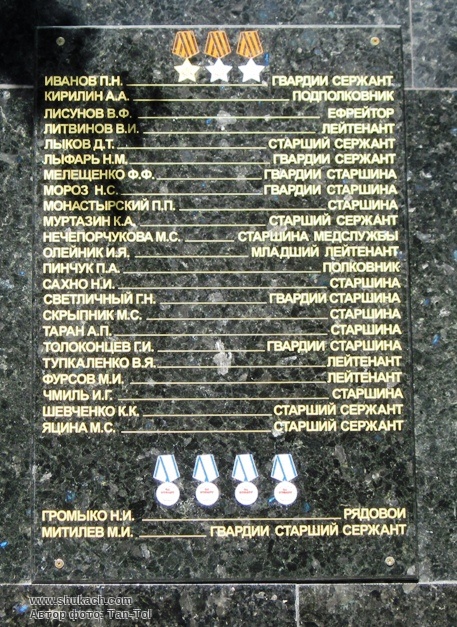 ИВАНОВ П.Н. ГВАРДИИ СЕРЖАНТ
КИРИЛИН А.А. ПОДПОЛКОВНИК
ЛИСУНОВ В.Ф. ЕФРЕЙТОР
ЛИТВИНОВ В.И. ЛЕЙТЕНАНТ
ЛЫКОВ Д.Т. СТАРШИЙ СЕРЖАНТ
ЛЫФАРЬ Н.М. ГВАРДИИ СЕРЖАНТ
МЕЛЕЩЕНКО Ф.Ф. ГВАРДИИ СТАРШИНА
МОРОЗ Н.С. ГВАРДИИ СТАРШИНА
МОНАСТЫРСКИЙ П.П. СТАРШИНА
МУРТАЗИН К.А. СТАРШИЙ СЕРЖАНТ
НЕЧЕПОРЧУКОВА М.С. СТАРШИНА МЕДСЛУЖБЫ
ОЛЕЙНИК И.Я. МЛАДШИЙ ЛЕЙТЕНАНТ
ПИНЧУК П.А. ПОЛКОВНИК
САХНО Н.И. СТАРШИНА
СВЕТЛИЧНЫЙ Г.Н. ГВАРДИИ СТАРШИНА
СКРЫПНИК М.С. СТАРШИНА
ТАРАН А.П. СТАРШИНА
ТОЛОКОНЦЕВ Г.И. ГВАРДИИ СТАРШИНА
ТУПКАЛЕНКО В.Я. ЛЕЙТЕНАНТ
ФУРСОВ М.И. ЛЕЙТЕНАНТ
ЧМИЛЬ И.Г. СТАРШИНА
ШЕВЧЕНКО К.К. СТАРШИЙ СЕРЖАНТ
ЯЦИНА М.С. СТАРШИЙ СЕРЖАНТ
ГРОМЫКО Н.И. РЯДОВОЙ
МИТИЛЕВ М.И. ГВАРДИИ СТАРШИЙ СЕРЖАНТ
www.shukach.com
Автор фото: Tan-Tol